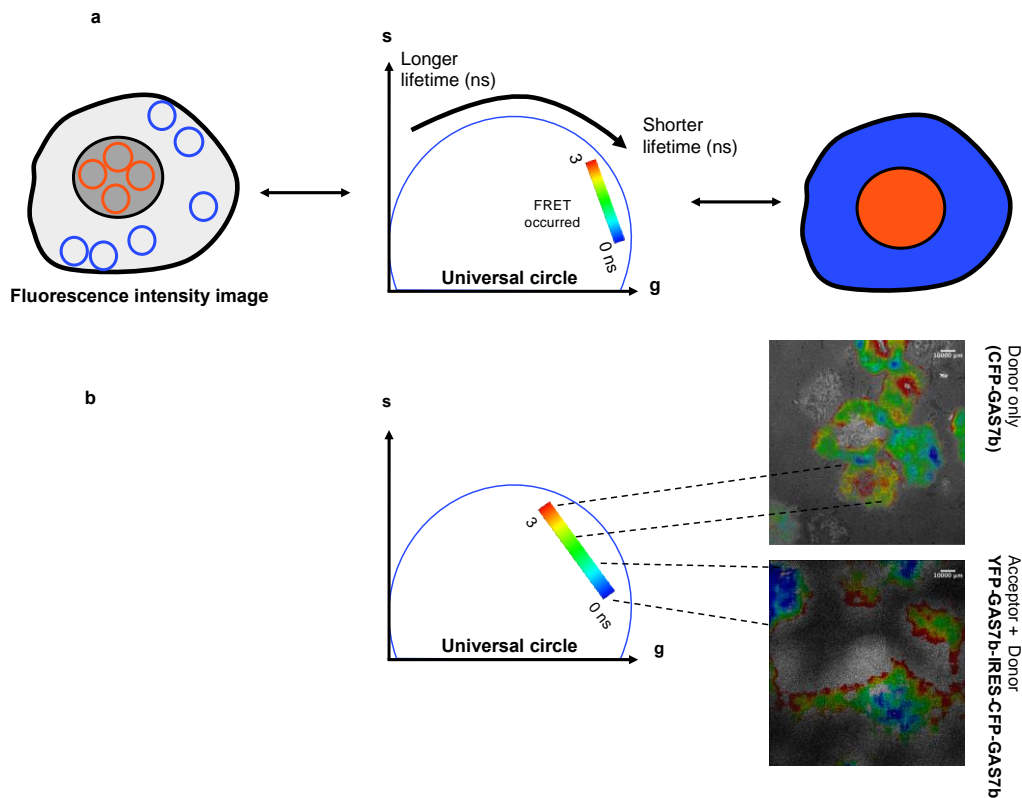 a
s
Longer
lifetime (ns)
Shorter
lifetime (ns)
3
FRET
occurred
0 ns
Universal circle
g
Fluorescence intensity image
b
s
3
0 ns
Universal circle
g
10000 µm
Donor only
(CFP-GAS7b)
10000 µm
Acceptor + Donor
YFP-GAS7b-IRES-CFP-GAS7b